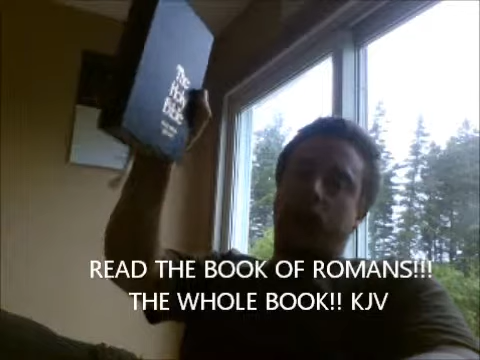 The
Holy
Bible
READ THE BOOK OF ROMANS!!!
THE WHOLE BOOK!! KJV